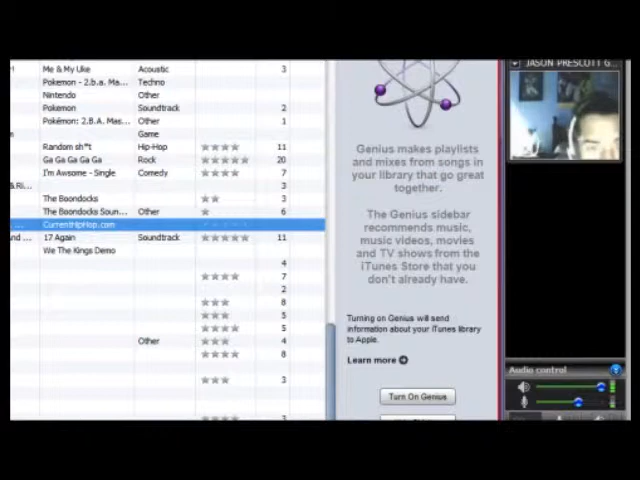 Me & My Uke Acoustic 3
Pokemon - 2.b.a. Ma... Techno
Nintendo Other
Pokemon Soundtrack 2
Pokémon: 2.B.A. Mas... Other 1
Game
Random sh*t Hip-Hop 11
Ga Ga Ga Ga Ga Rock 20
I'm Awsome - Single Comedy 7
& Ri... 3
The Boondocks 3
The Boondocks Soun... Other 6
... CurrentHipHop.com
and ... 17 Again Soundtrack 11
We The Kings Demo
4
7
2
8
5
5
Other 4
8
3
3
Genius makes playlists
and mixes from songs in
your library that go great
together.
The Genius sidebar
recommends music,
music videos, movies
and TV shows from the
iTunes Store that you
don't already have.
Turning on Genius will send
information about your iTunes library
to Apple.
Learn more
Turn On Genius
JASON PRESCOTT G...
Audio control